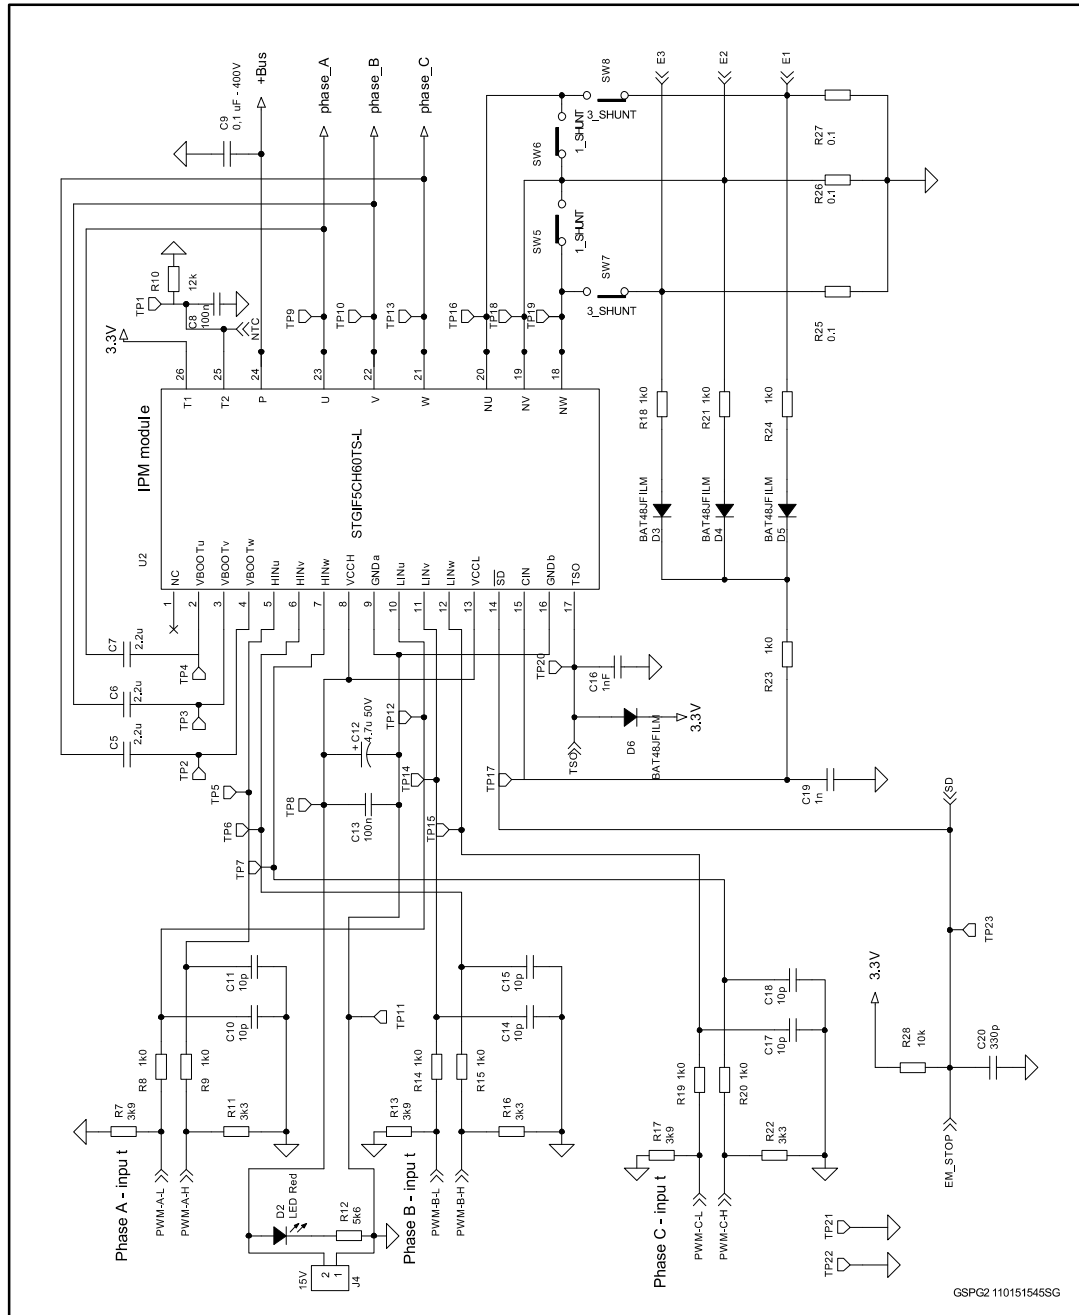 C9
0,1 uF - 400V
+Bus
phase_A
phase_B
phase_C
R10
12k
TP1
C8
100n
NTC
3.3V
TP9
TP10
TP13
TP16
TP18
TP19
SW8
3_SHUNT
SW6
1_SHUNT
SW5
1_SHUNT
SW7
3_SHUNT
E3
E2
E1
R27
0.1
R26
0.1
R25
0.1
26
25
24
23
22
21
20
19
18
T1
T2
P
U
V
W
NU
NV
NW
IPM module
STGIF5CH60TS-L
U2
NC
VBOOTu
VBOOTv
VBOOTw
HINu
HINv
HINw
VCCH
GNDa
LINu
LINv
LINw
VCCL
SD
CIN
GNDb
TSO
1
2
3
4
5
6
7
8
9
10
11
12
13
14
15
16
17
R18 1k0
R21 1k0
R24 1k0
BAT48JFILM
D3
BAT48JFILM
D4
BAT48JFILM
D5
R23 1k0
C7
2.2u
TP4
C6
2.2u
TP3
C5
2.2u
TP2
TP5
TP6
TP7
TP8
+ C12
4.7u 50V
C13
100n
TP12
TP14
TP15
TP17
TP20
C16
1nF
TSO
D6
BAT48JFILM
3.3V
C19
1n
SD
TP23
C11
10p
C10
10p
R8 1k0
R9 1k0
R7
3k9
R11
3k3
PWM-A-L
PWM-A-H
Phase A - input
TP11
C15
10p
C14
10p
R14 1k0
R15 1k0
R13
3k9
R16
3k3
PWM-B-L
PWM-B-H
Phase B - input
D2
LED Red
R12
5k6
15V
2
1
J4
C18
10p
C17
10p
R19 1k0
R20 1k0
R17
3k9
R22
3k3
PWM-C-L
PWM-C-H
Phase C - input
3.3V
R28
10k
C20
330p
EM_STOP
TP21
TP22
GSPG2 110151545SG